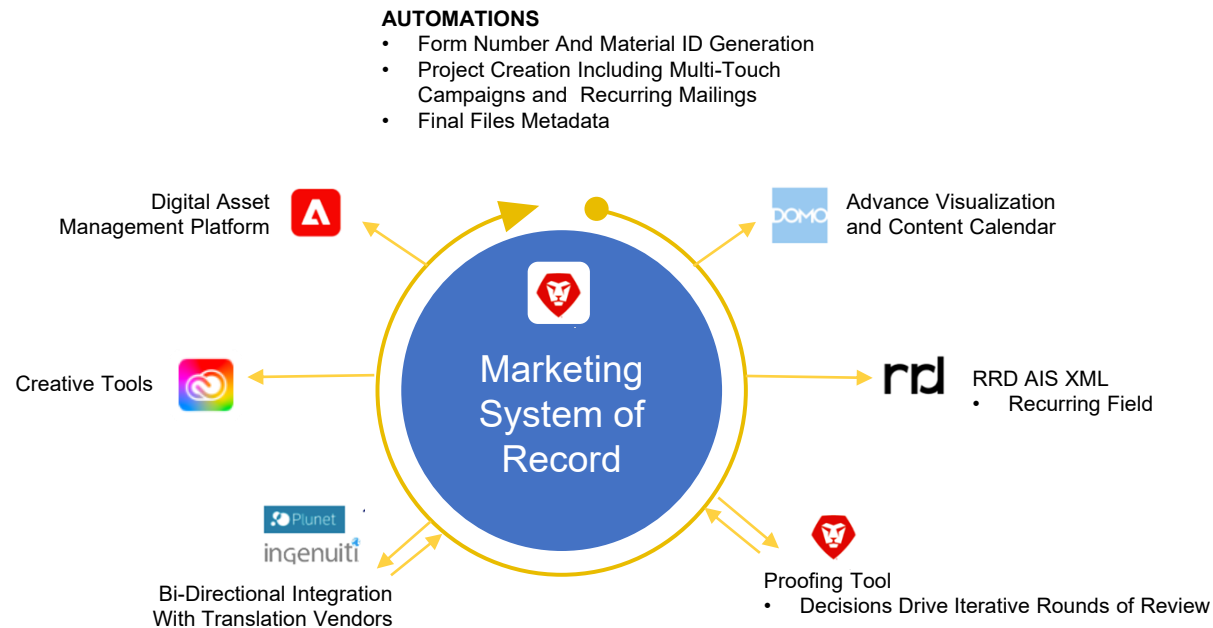 AUTOMATIONS
• Form Number And Material ID Generation
• Project Creation Including Multi-Touch
Campaigns and Recurring Mailings
• Final Files Metadata
Digital Asset
Management Platform
DOMO
Advance Visualization
and Content Calendar
Creative Tools
Marketing
System of
Record
rrd
RRD AIS XML
• Recurring Field
Plunet
ingenuiti
Bi-Directional Integration
With Translation Vendors
Proofing Tool
• Decisions Drive Iterative Rounds of Review